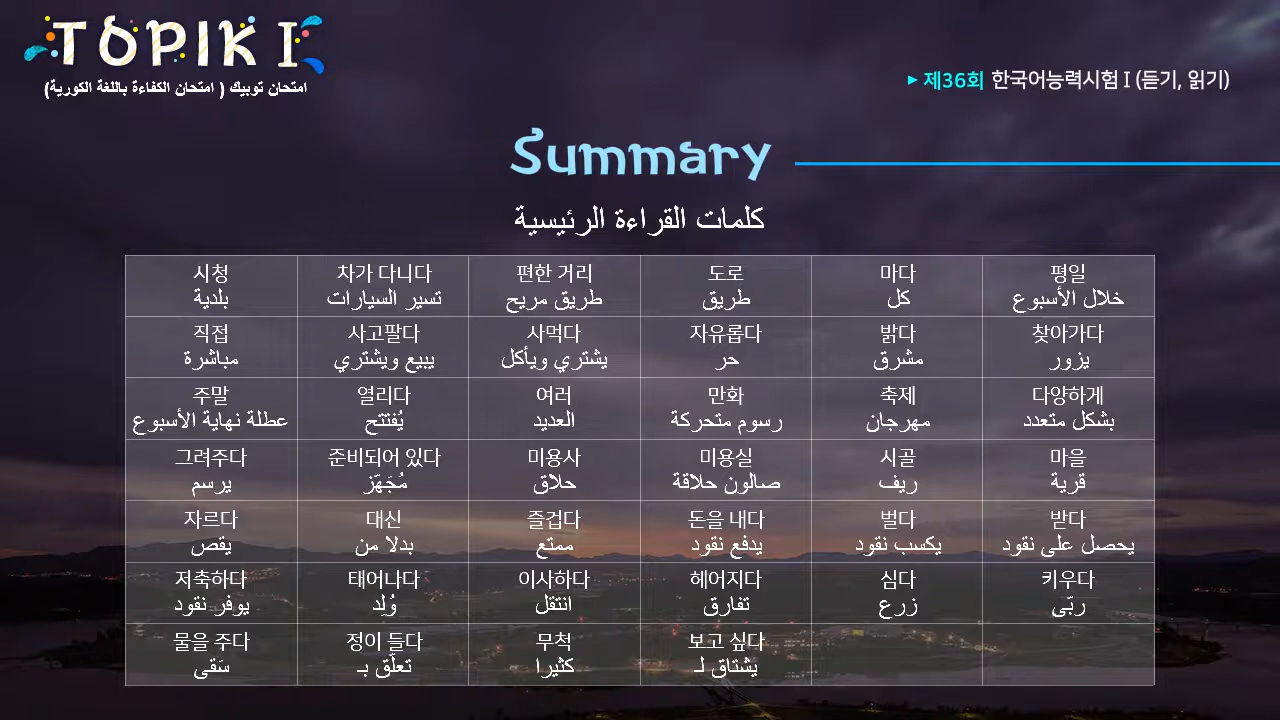 TOPIK I
امتحان توبيك ( امتحان الكفاءة باللغة الكورية)
▶ 제36회 한국어능력시험 I (듣기, 읽기)
Summary
كلمات القراءة الرئيسية
시청
بلدية
차가 다니다
تسير السيارات
편한 거리
طريق مريح
도로
طريق
마다
كل
평일
خلال الأسبوع
직접
مباشرة
사고팔다
يبيع ويشتري
사먹다
يشتري ويأكل
자유롭다
حر
밝다
مشرق
찾아가다
يزور
주말
عطلة نهاية الأسبوع
열리다
يُفتتح
여러
العديد
만화
رسوم متحركة
축제
مهرجان
다양하게
بشكل متعدد
그려주다
يرسم
준비되어 있다
مُجَهّز
미용사
حلاق
미용실
صالون حلاقة
시골
ريف
마을
قرية
자르다
يقص
대신
بدلا من
즐겁다
ممتع
돈을 내다
يدفع نقود
벌다
يكسب نقود
받다
يحصل على نقود
저축하다
يوفر نقود
태어나다
وُلِد
이사하다
انتقل
헤어지다
تفارق
심다
زرع
키우다
ربّى
물을 주다
سَقى
정이 들다
تعلّق بـ
무척
كثيرا
보고 싶다
يشتاق لـ